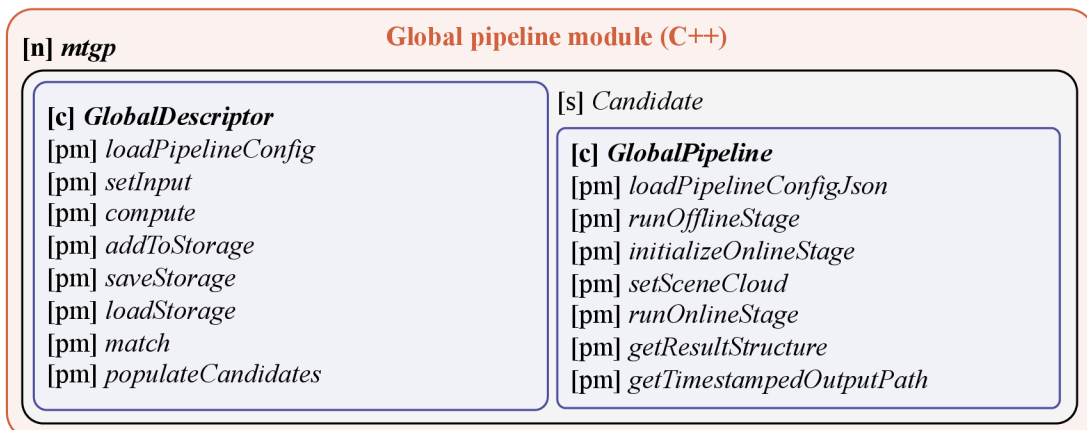 Global pipeline module (C++)
[n] mtgp
[c] GlobalDescriptor
[pm] loadPipelineConfig
[pm] setInput
[pm] compute
[pm] addToStorage
[pm] saveStorage
[pm] loadStorage
[pm] match
[pm] populateCandidates
[s] Candidate
[c] GlobalPipeline
[pm] loadPipelineConfigJson
[pm] runOfflineStage
[pm] initializeOnlineStage
[pm] setSceneCloud
[pm] runOnlineStage
[pm] getResultStructure
[pm] getTimestampedOutputPath